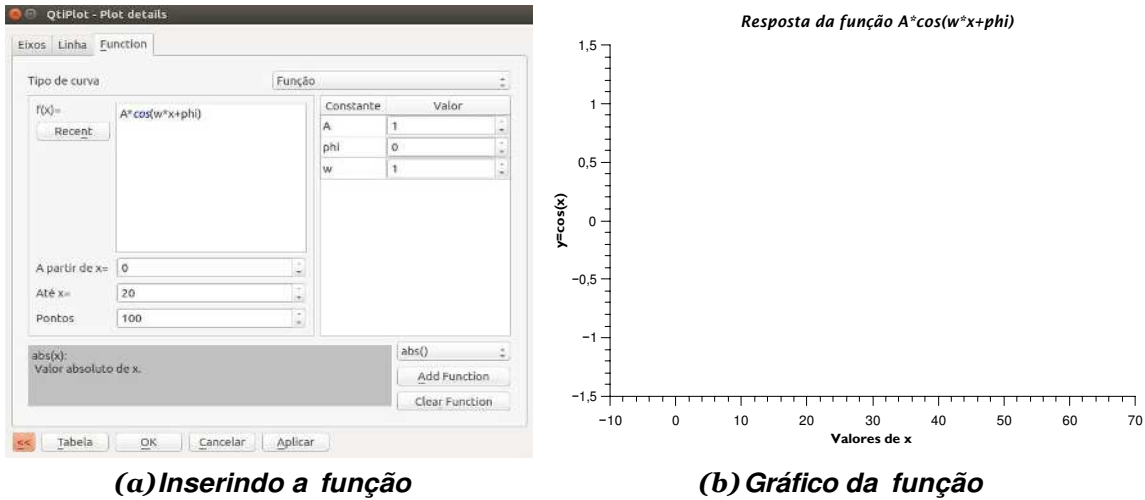 QtiPlot - Plot details
Eixos Linha Function
Tipo de curva Função
f(x)=
A*cos(w*x+phi)
Recent
Constante Valor
A 1
phi 0
w 1
A partir de x= 0
Até x= 20
Pontos 100
abs(x):
Valor absoluto de x.
abs()
Add Function
Clear Function
<< Tabela OK Cancelar Aplicar
(a) Inserindo a função
Resposta da função A*cos(w*x+phi)
1,5
1
0,5
0
−0,5
−1
−1,5
y=cos(x)
−10 0 10 20 30 40 50 60 70
Valores de x
(b) Gráfico da função